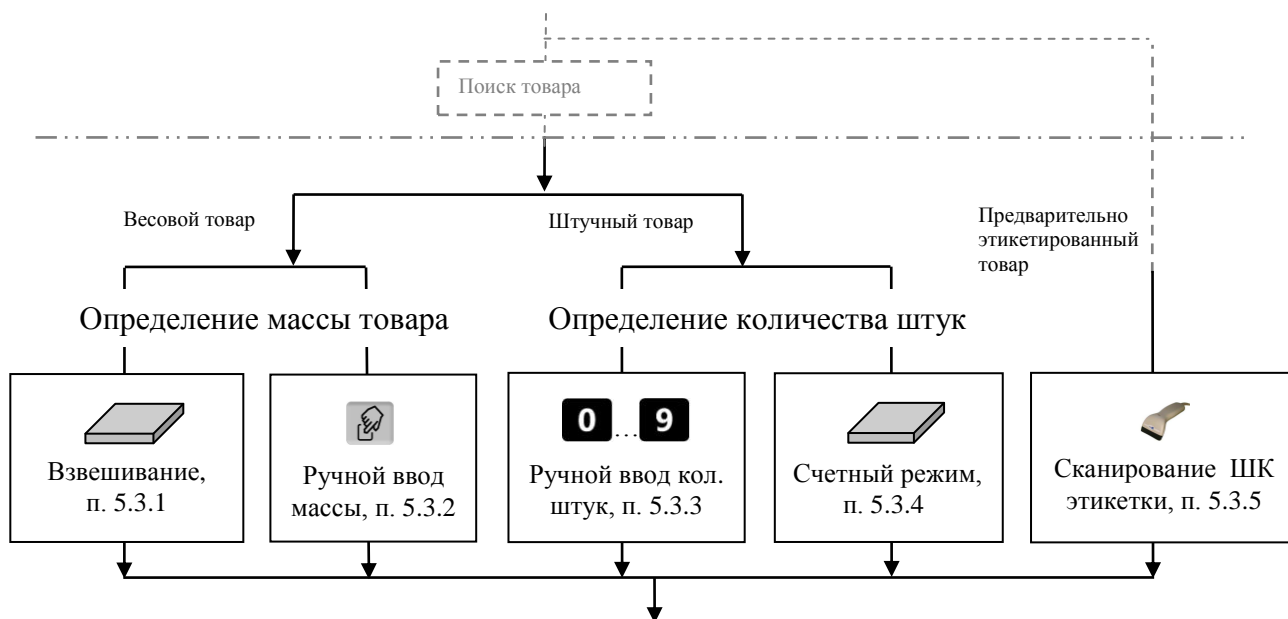 Поиск товара
Весовой товар
Штучный товар
Предварительно
этикетированный
товар
Определение массы товара
Определение количества штук
Взвешивание,
п. 5.3.1
Ручной ввод
массы, п. 5.3.2
0...9
Ручной ввод кол.
штук, п. 5.3.3
Счетный режим,
п. 5.3.4
Сканирование ШК
этикетки, п. 5.3.5